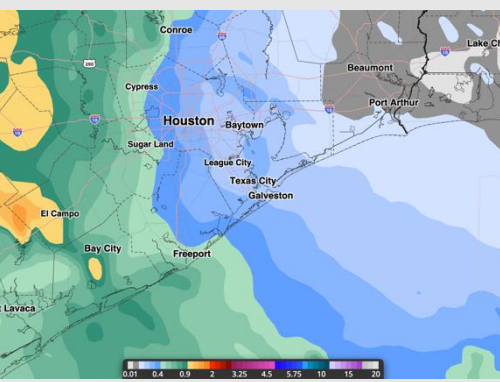 Conroe
Lake Ch
290
Beaumont
Cypress
Port Arthur
Houston
Baytown
Sugar Land
League City
Texas City
Galveston
El Campo
Bay City
Freeport
t Lavaca
0.01 0.4 0.9 2 3.25 4.5 5.75 10 15 20